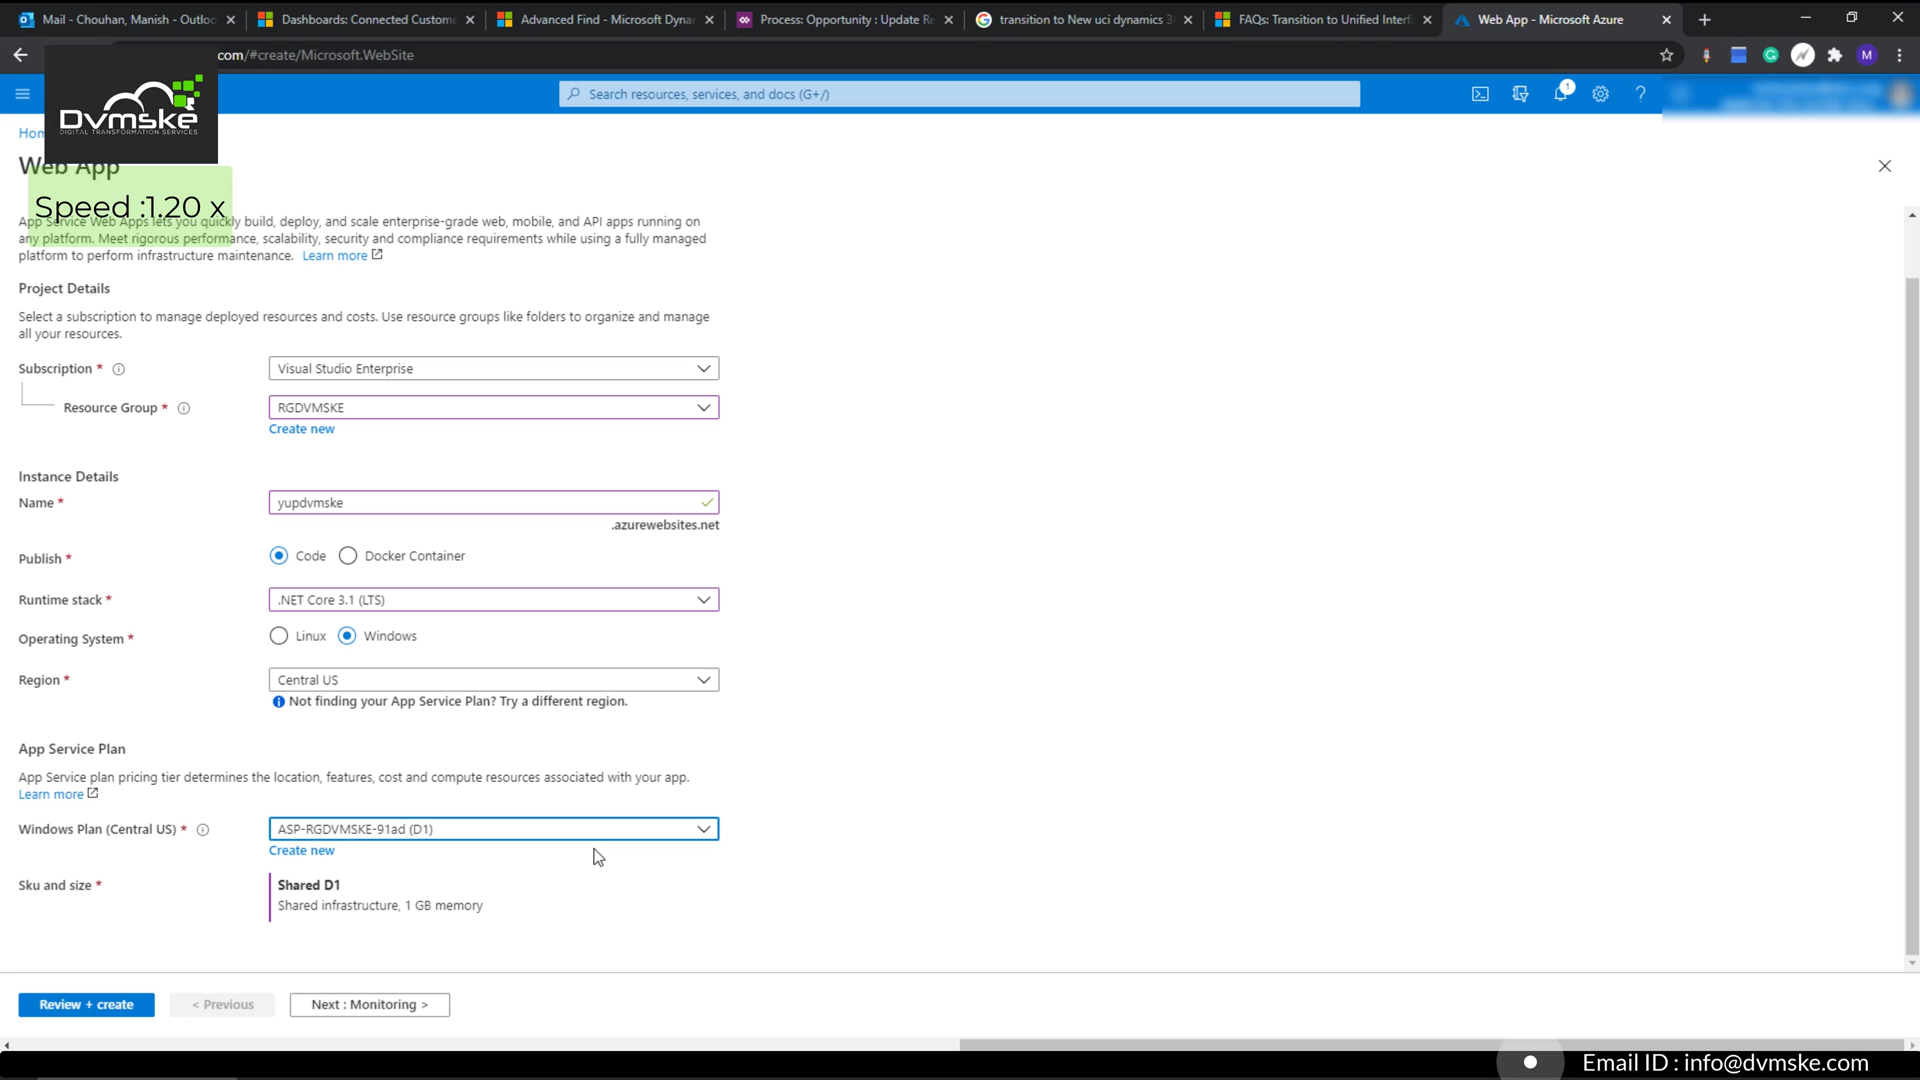 Mail - Chouhan, Manish - Outloo
Dashboards: Connected Custome
Advanced Find - Microsoft Dynar
Process: Opportunity : Update Re
transition to New uci dynamics 3
FAQs: Transition to Unified Interf
Web App - Microsoft Azure
com/#create/Microsoft.WebSite
M
Search resources, services, and docs (G+/)
1
Dvmske
DIGITAL TRANSFORMATION SERVICES
Hom
Web App
Speed :1.20 x
App Service Web Apps lets you quickly build, deploy, and scale enterprise-grade web, mobile, and API apps running on
any platform. Meet rigorous performance, scalability, security and compliance requirements while using a fully managed
platform to perform infrastructure maintenance. Learn more
Project Details
Select a subscription to manage deployed resources and costs. Use resource groups like folders to organize and manage
all your resources.
Subscription * Visual Studio Enterprise
Resource Group * RGDVMSKE
Create new
Instance Details
Name * yupdvmske
.azurewebsites.net
Publish * Code Docker Container
Runtime stack * .NET Core 3.1 (LTS)
Operating System * Linux Windows
Region * Central US
Not finding your App Service Plan? Try a different region.
App Service Plan
App Service plan pricing tier determines the location, features, cost and compute resources associated with your app.
Learn more
Windows Plan (Central US) * ASP-RGDVMSKE-91ad (D1)
Create new
Sku and size * Shared D1
Shared infrastructure, 1 GB memory
Review + create
< Previous
Next : Monitoring >
Email ID : info@dvmske.com